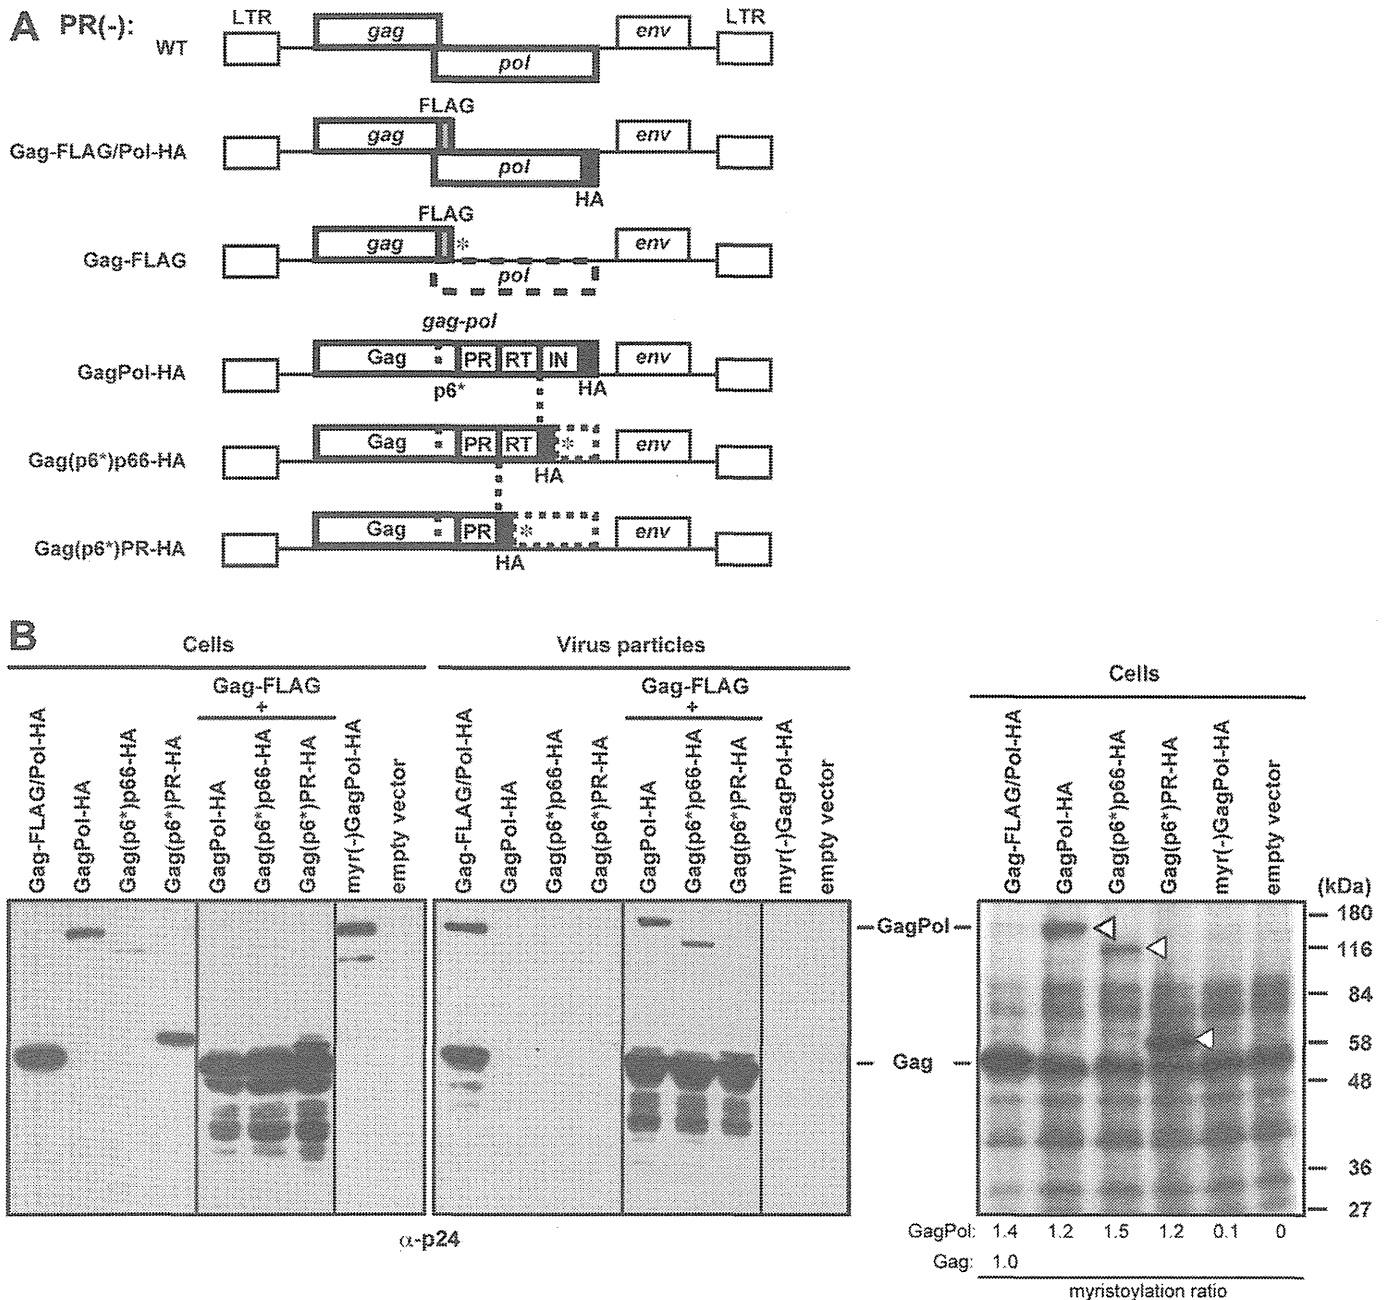 A PR(-):
LTR
LTR
WT
gag
env
pol
FLAG
Gag-FLAG/Pol-HA
gag
env
pol
HA
FLAG
Gag-FLAG
gag
*
env
pol
gag-pol
GagPol-HA
Gag
PR
RT
IN
env
p6*
HA
Gag(p6*)p66-HA
Gag
PR
RT
*
env
HA
Gag(p6*)PR-HA
Gag
PR
*
env
HA
B
Cells
Gag-FLAG
+
Gag-FLAG/Pol-HA
GagPol-HA
Gag(p6*)p66-HA
Gag(p6*)PR-HA
GagPol-HA
Gag(p6*)p66-HA
Gag(p6*)PR-HA
myr(-)GagPol-HA
empty vector
Virus particles
Gag-FLAG
+
Gag-FLAG/Pol-HA
GagPol-HA
Gag(p6*)p66-HA
Gag(p6*)PR-HA
GagPol-HA
Gag(p6*)p66-HA
Gag(p6*)PR-HA
myr(-)GagPol-HA
empty vector
α-p24
GagPol
Gag
Cells
Gag-FLAG/Pol-HA
GagPol-HA
Gag(p6*)p66-HA
Gag(p6*)PR-HA
myr(-)GagPol-HA
empty vector
(kDa)
180
116
84
58
48
36
27
GagPol: 1.4 1.2 1.5 1.2 0.1 0
Gag: 1.0
myristoylation ratio